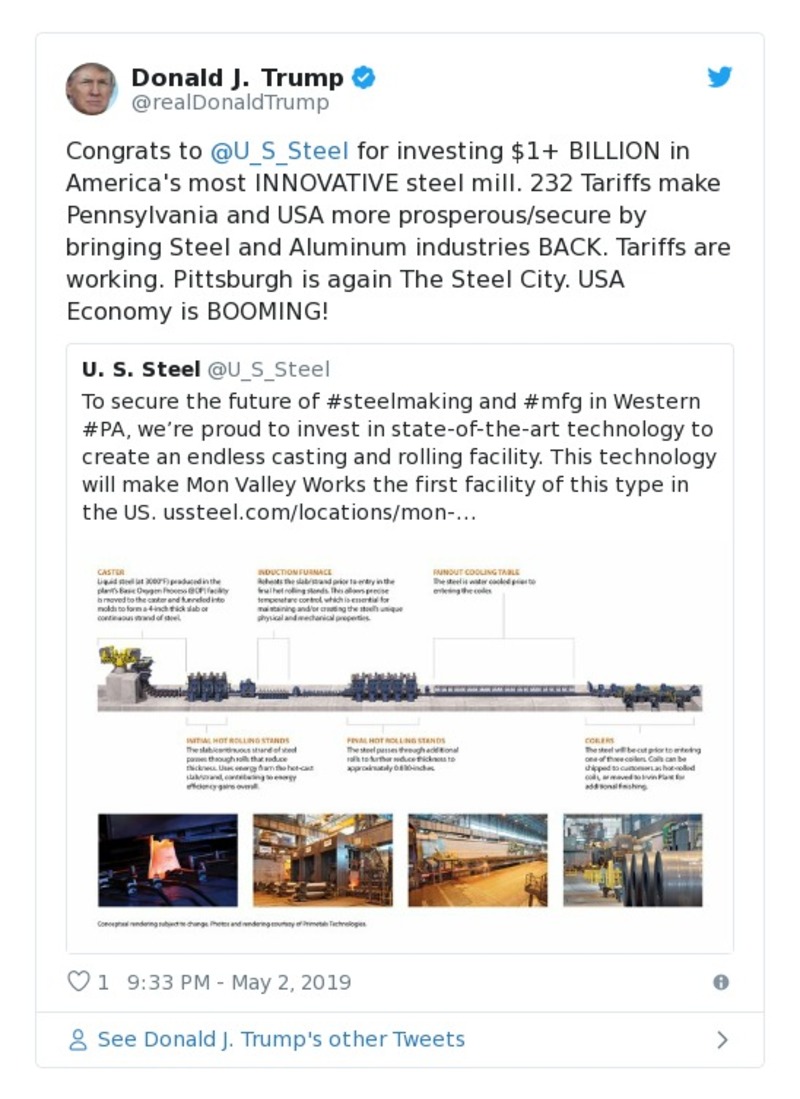 Donald J. Trump
@realDonaldTrump
Congrats to @U_S_Steel for investing $1+ BILLION in
America's most INNOVATIVE steel mill. 232 Tariffs make
Pennsylvania and USA more prosperous/secure by
bringing Steel and Aluminum industries BACK. Tariffs are
working. Pittsburgh is again The Steel City. USA
Economy is BOOMING!
U. S. Steel @U_S_Steel
To secure the future of #steelmaking and #mfg in Western
#PA, we’re proud to invest in state-of-the-art technology to
create an endless casting and rolling facility. This technology
will make Mon Valley Works the first facility of this type in
the US. ussteel.com/locations/mon-…
CASTER
Liquid steel (at 3000°F) produced in the
plant's Basic Oxygen Process (BOP) facility
is moved to the caster and funneled into
molds to form a 4-inch thick slab or
continuous strand of steel.
INDUCTION FURNACE
Reheats the slab/strand prior to entry in the
final hot rolling stands. This allows precise
temperature control, which is essential for
maintaining and/or creating the steel's unique
physical and mechanical properties.
RUNOUT COOLING TABLE
The steel is water cooled prior to
entering the coiler.
INITIAL HOT ROLLING STANDS
The slab/continuous strand of steel
passes through rolls that reduce
thickness. Uses energy from the hot-cast
slab/strand, contributing to energy
efficiency gains overall.
FINAL HOT ROLLING STANDS
The steel passes through additional
rolls to further reduce thickness to
approximately
COILERS
The steel will be cut prior to entering
one of three coilers. Coils can be
shipped to customers as hot-rolled
coils, or moved to Irvin Plant for
additional finishing.
Conceptual rendering subject to change. Photos and rendering courtesy of Primetals Technologies.
1 9:33 PM - May 2, 2019
See Donald J. Trump's other Tweets